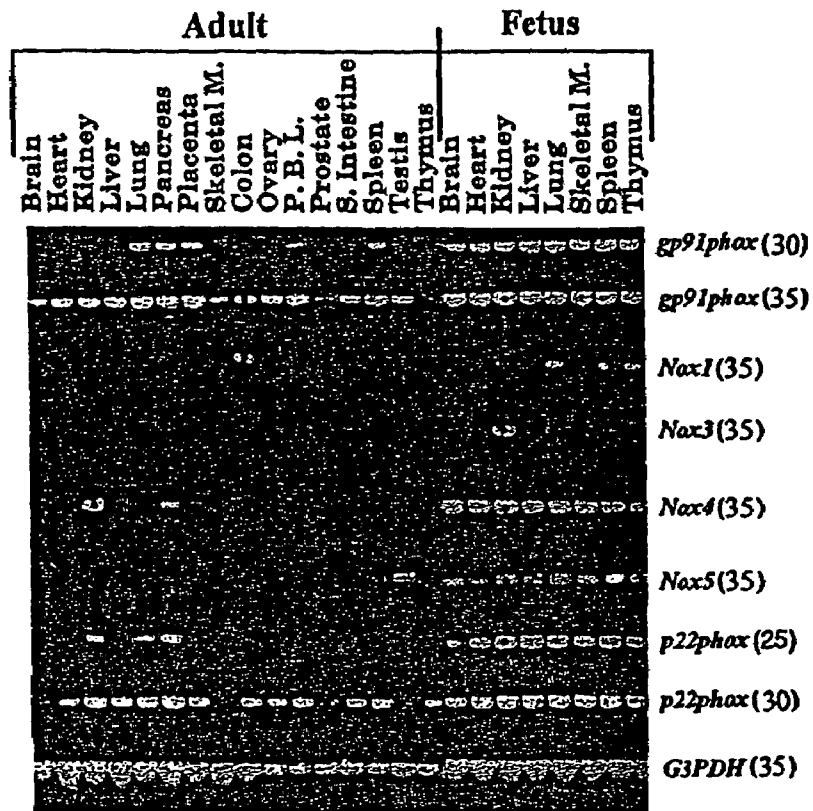 Adult
Fetus
Brain
Heart
Kidney
Liver
Lung
Pancreas
Placenta
Skeletal M.
Colon
Ovary
P. B. L.
Prostate
S. Intestine
Spleen
Testis
Thymus
Brain
Heart
Kidney
Liver
Lung
Skeletal M.
Spleen
Thymus
gp91phox (30)
gp91phox (35)
Nox1 (35)
Nox3 (35)
Nox4 (35)
Nox5 (35)
p22phox (25)
p22phox (30)
G3PDH (35)